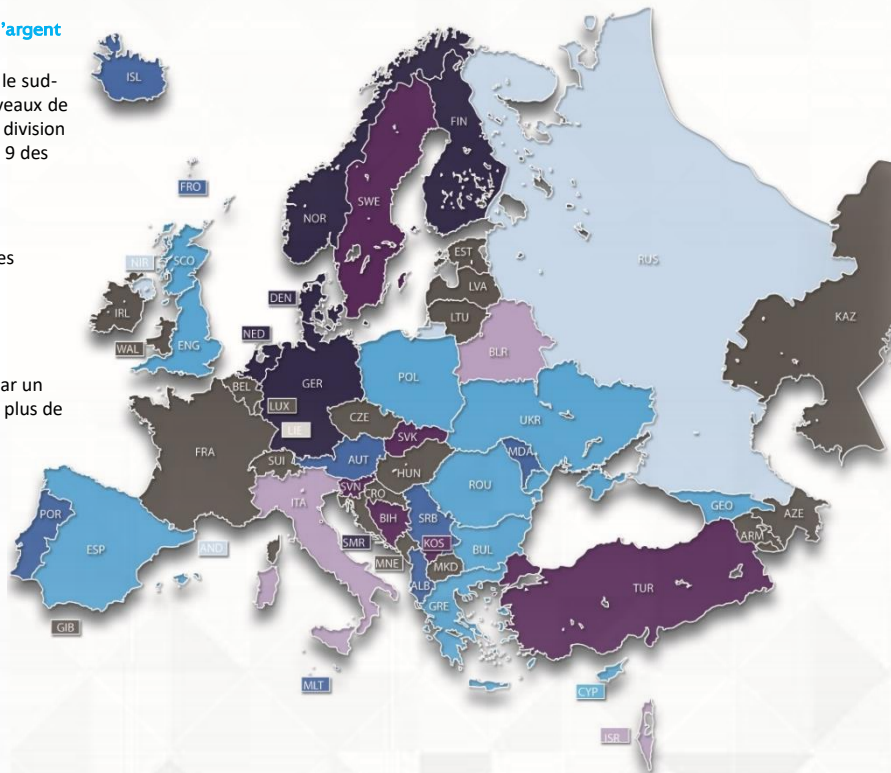 'argent
le sud-
veaux de
division
9 des
es
ar un
plus de
ISL
FRO
FIN
NOR
SWE
RUS
SCO
NIR
EST
IRL
DEN
LVA
KAZ
LTU
WAL
ENG
NED
BLR
GER
POL
BEL
LUX
CZE
UKR
LIE
SVK
FRA
MDA
SUI
AUT
HUN
SVN
ROU
ITA
CRO
POR
BIH
SRB
GEO
AZE
ESP
AND
SMR
KOS
BUL
ARM
MNE
MKD
ALB
TUR
GRE
GIB
MLT
CYP
ISR